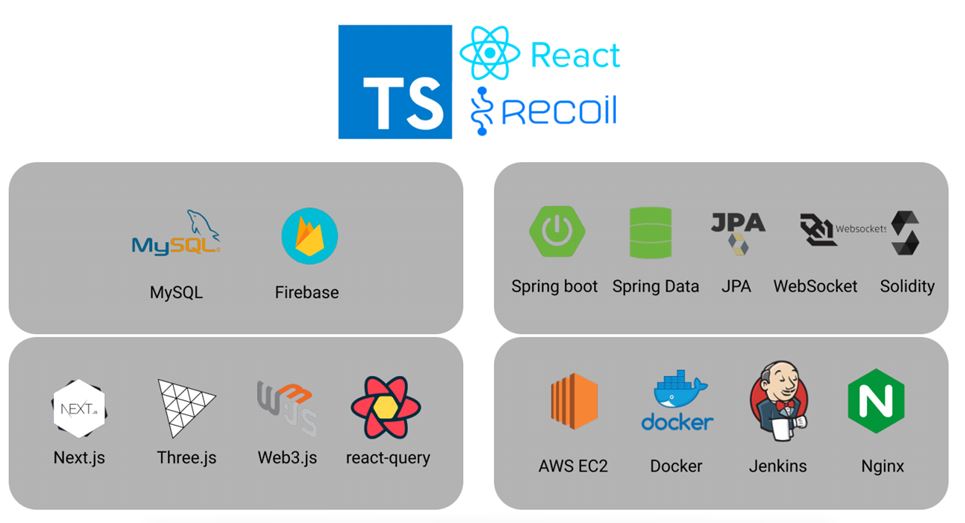 TS
React
Recoil
MySQL
MySQL
Firebase
JPA
Websockets
Spring boot
Spring Data
JPA
WebSocket
Solidity
NEXT.js
Next.js
Three.js
Web3.js
react-query
docker
N
AWS EC2
Docker
Jenkins
Nginx